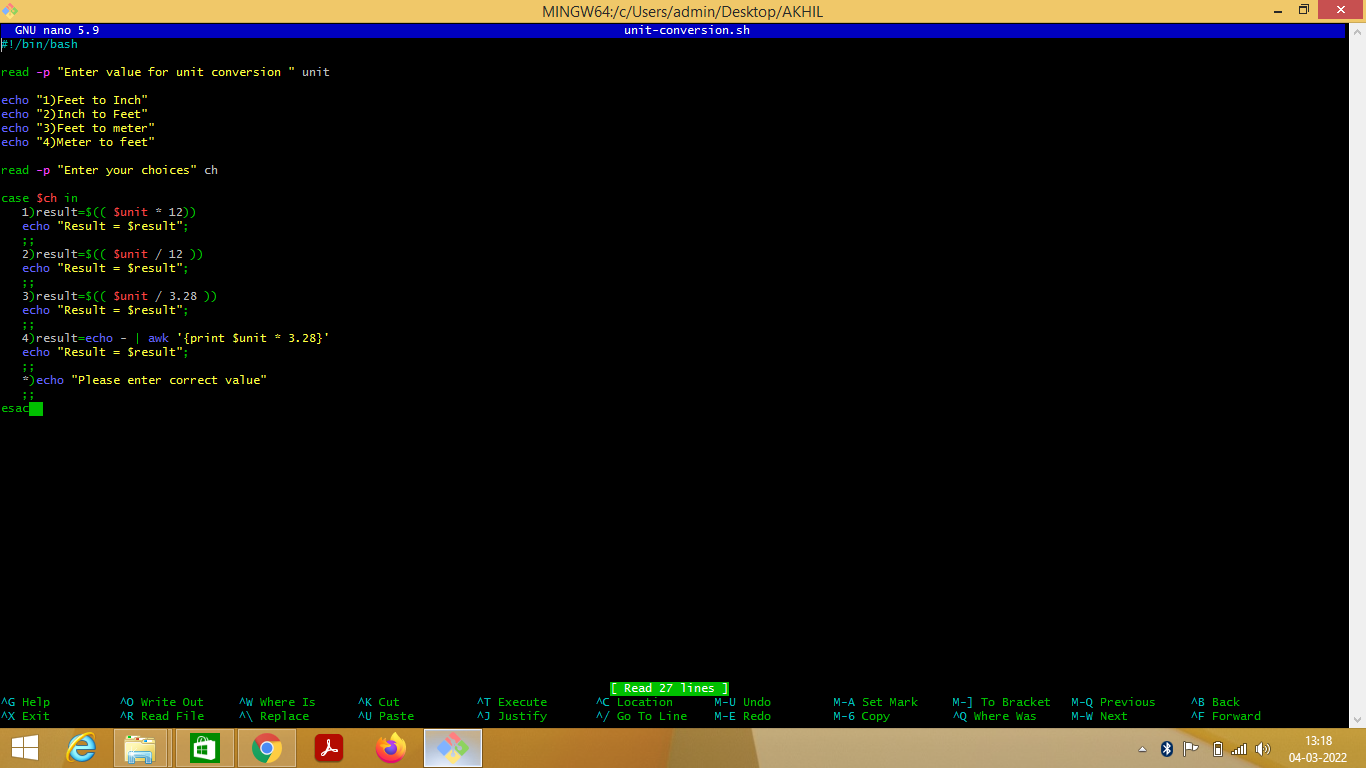 MINGW64:/c/Users/admin/Desktop/AKHIL
GNU nano 5.9 unit-conversion.sh
#!/bin/bash
read -p "Enter value for unit conversion " unit
echo "1)Feet to Inch"
echo "2)Inch to Feet"
echo "3)Feet to meter"
echo "4)Meter to feet"
read -p "Enter your choices" ch
case $ch in
1)result=$(( $unit * 12))
echo "Result = $result";
;;
2)result=$(( $unit / 12 ))
echo "Result = $result";
;;
3)result=$(( $unit / 3.28 ))
echo "Result = $result";
;;
4)result=echo - | awk '{print $unit * 3.28}'
echo "Result = $result";
;;
*)echo "Please enter correct value"
;;
esac
[ Read 27 lines ]
^G Help ^O Write Out ^W Where Is ^K Cut ^T Execute ^C Location M-U Undo M-A Set Mark M-] To Bracket M-Q Previous ^B Back
^X Exit ^R Read File ^\ Replace ^U Paste ^J Justify ^/ Go To Line M-E Redo M-6 Copy ^Q Where Was M-W Next ^F Forward
13:18
04-03-2022